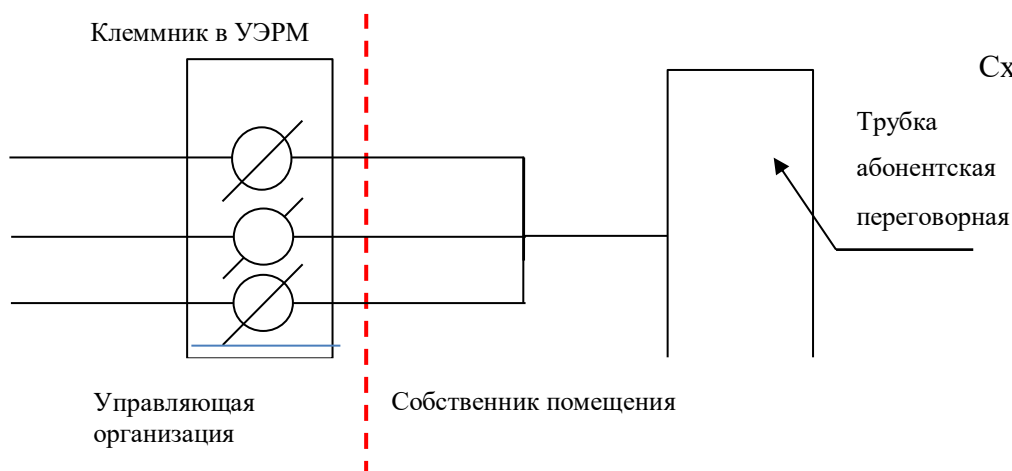 Клеммник в УЭРМ
Сх
Трубка
абонентская
переговорная
Управляющая
организация
Собственник помещения